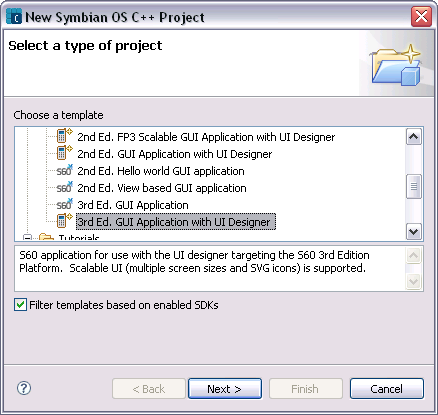 New Symbian OS C++ Project
Select a type of project
Choose a template
2nd Ed. FP3 Scalable GUI Application with UI Designer
2nd Ed. GUI Application with UI Designer
S60 2nd Ed. Hello world GUI application
S60 2nd Ed. View based GUI application
S60 3rd Ed. GUI Application
3rd Ed. GUI Application with UI Designer
Tutorials
S60 application for use with the UI designer targeting the S60 3rd Edition
Platform. Scalable UI (multiple screen sizes and SVG icons) is supported.
Filter templates based on enabled SDKs
? < Back Next > Finish Cancel